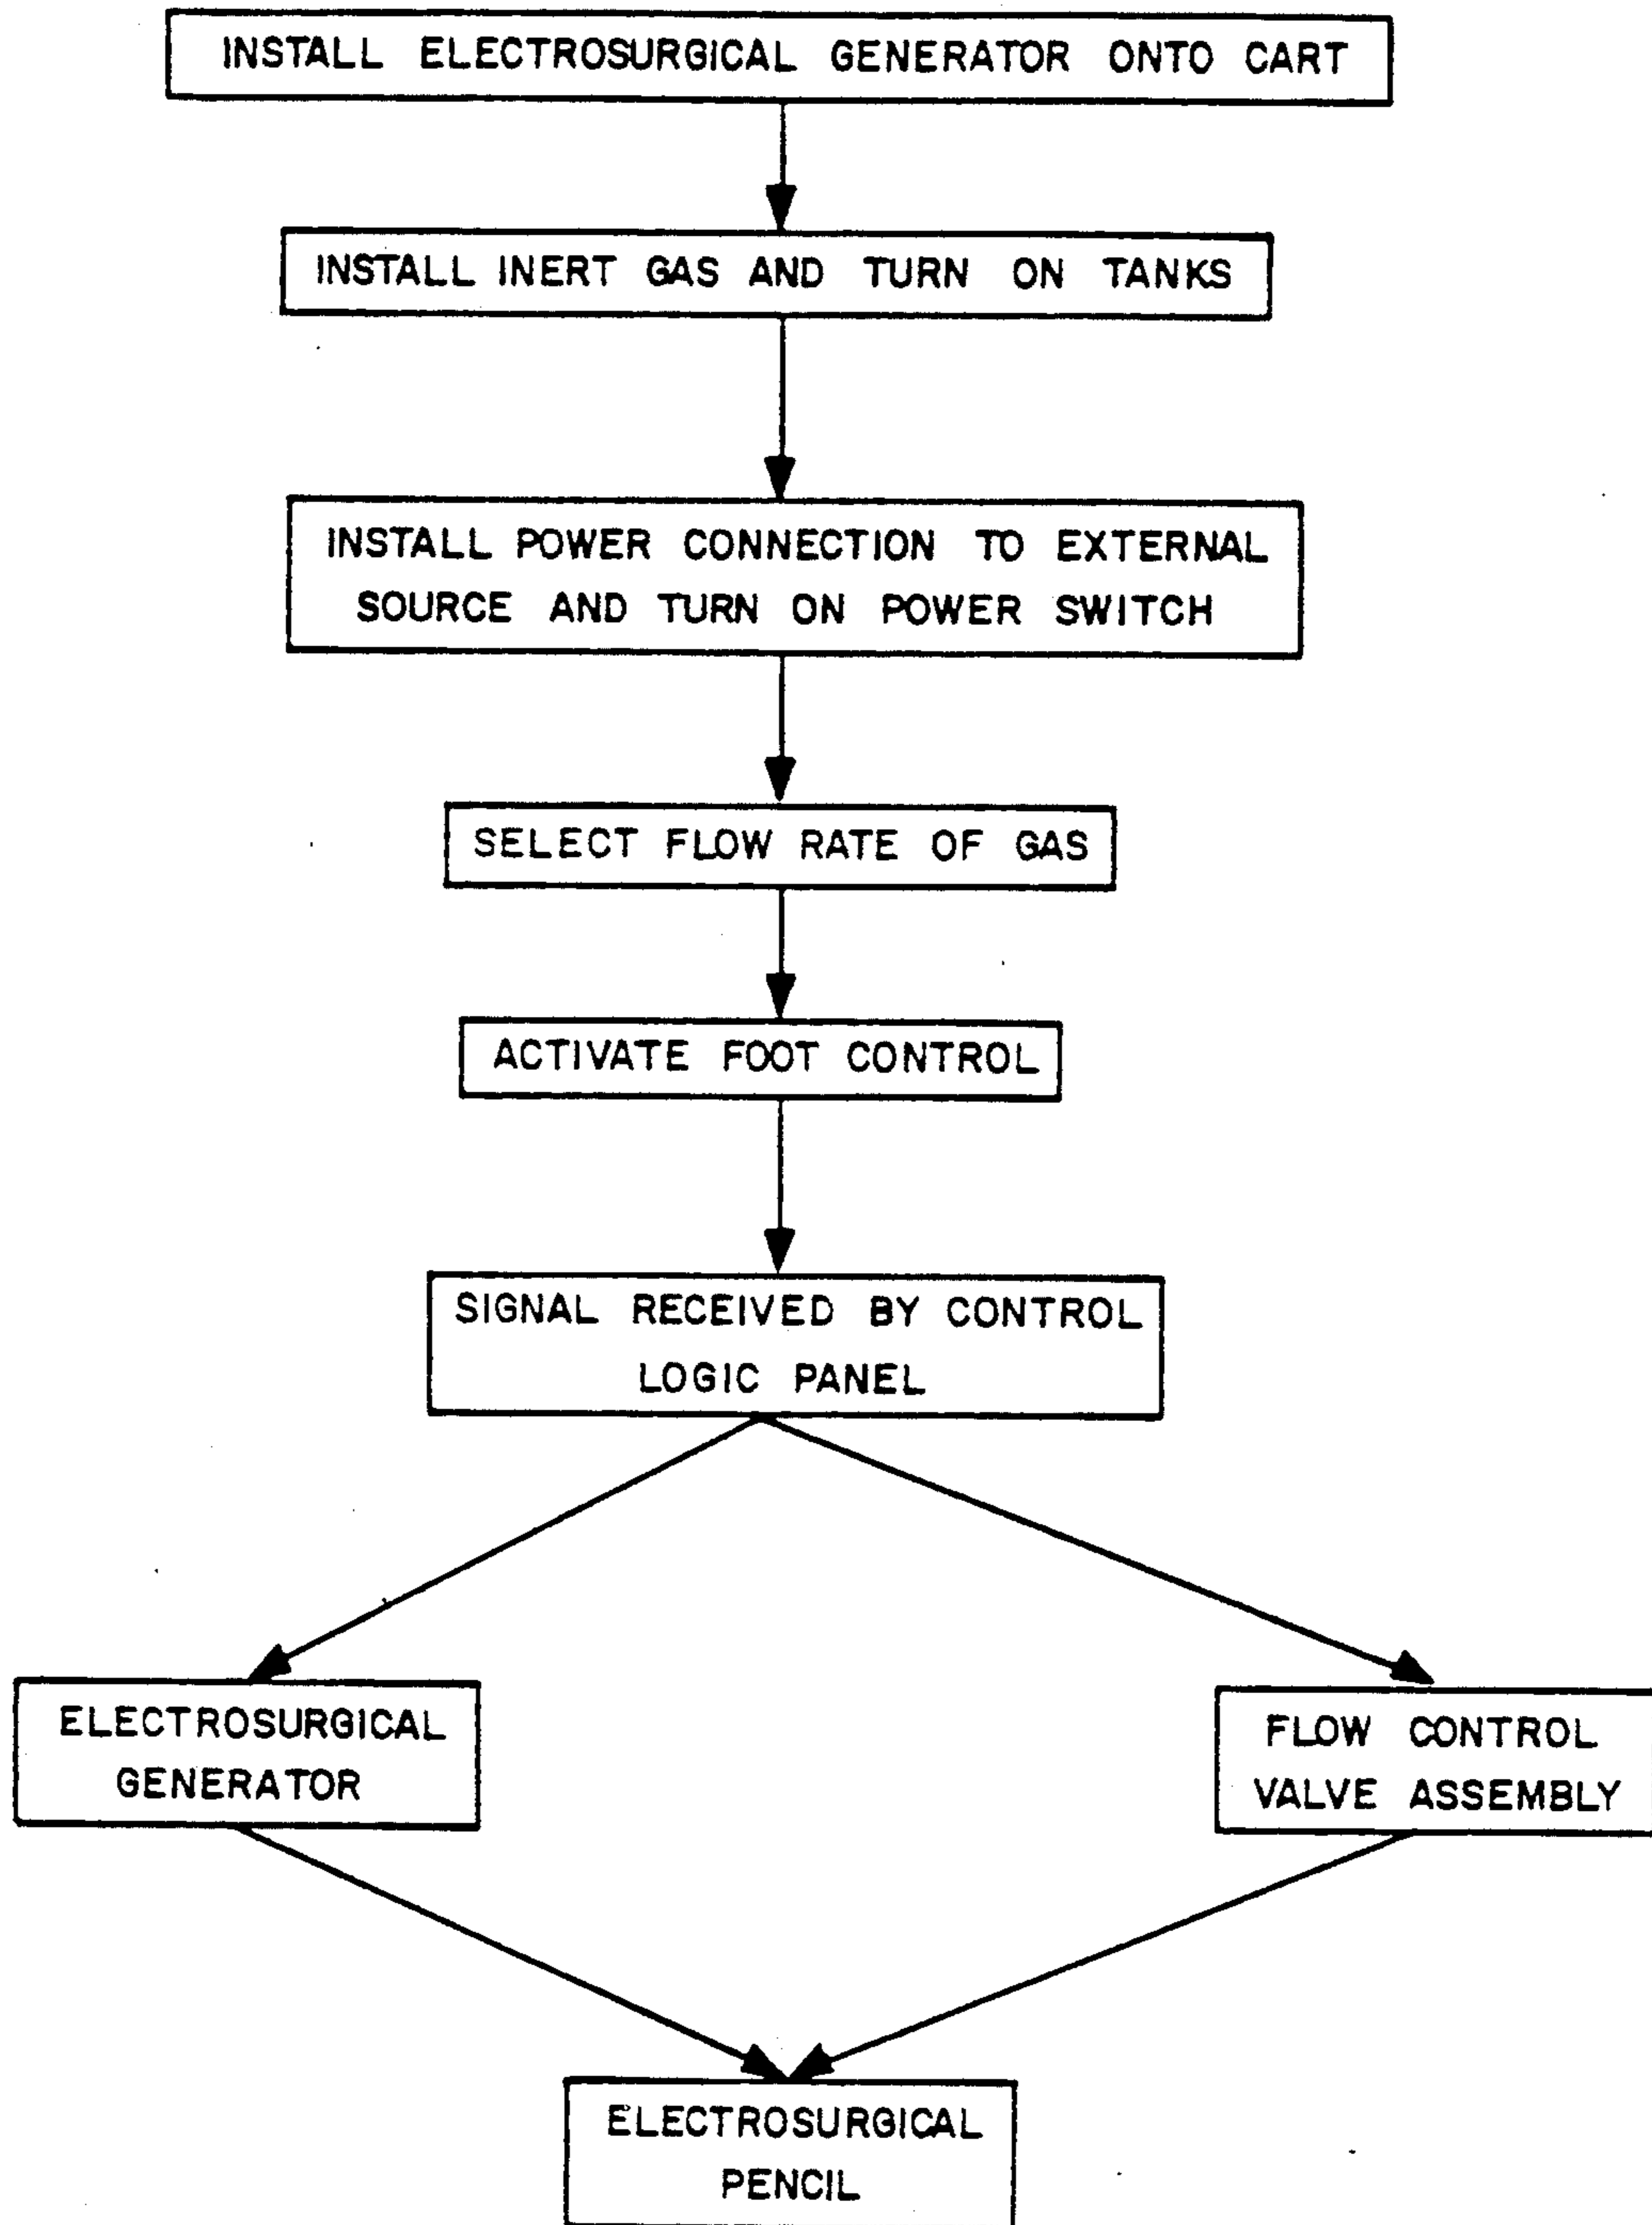 INSTALL ELECTROSURGICAL GENERATOR ONTO CART
INSTALL INERT GAS AND TURN ON TANKS
INSTALL POWER CONNECTION TO EXTERNAL
SOURCE AND TURN ON POWER SWITCH
SELECT FLOW RATE OF GAS
ACTIVATE FOOT CONTROL
SIGNAL RECEIVED BY CONTROL
LOGIC PANEL
ELECTROSURGICAL
GENERATOR
FLOW CONTROL
VALVE ASSEMBLY
ELECTROSURGICAL
PENCIL